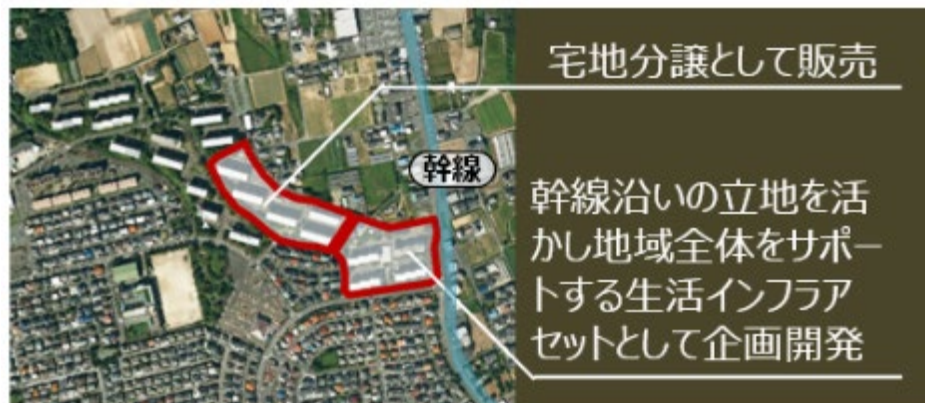 宅地分譲として販売
幹線
幹線沿いの立地を活
かし地域全体をサポー
トする生活インフラア
セットとして企画開発